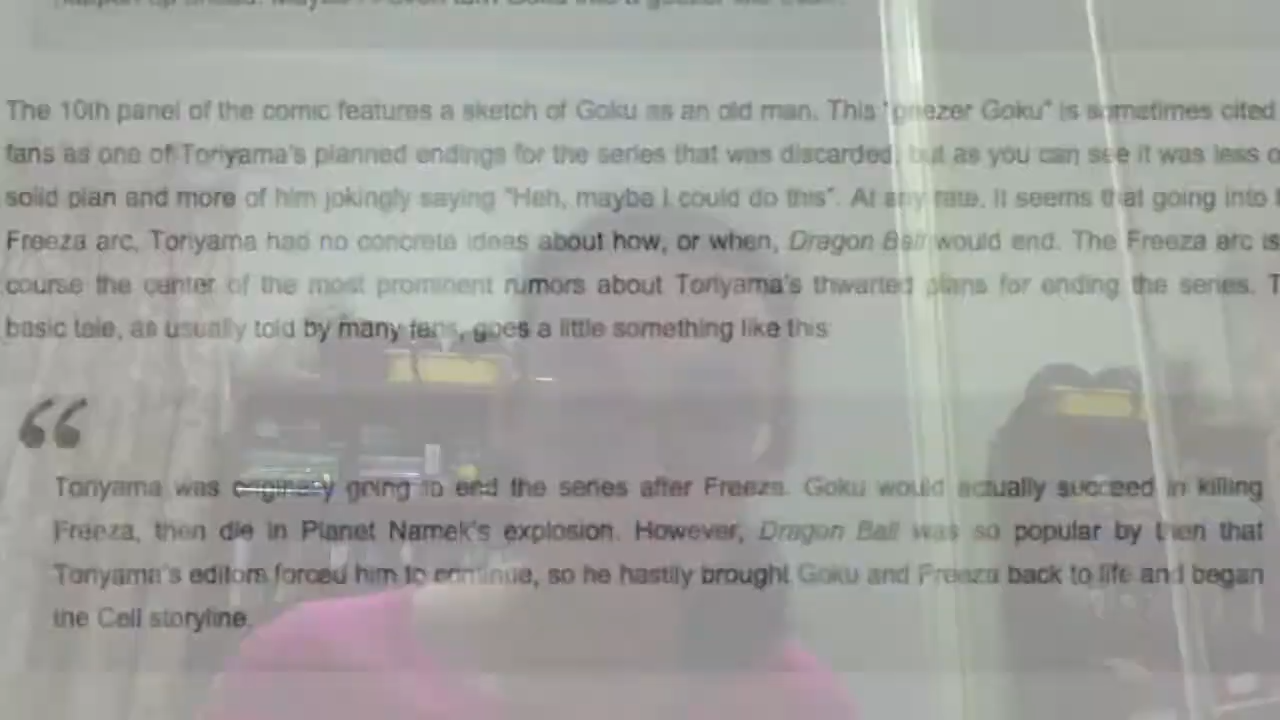 The 10th panel of the comic features a sketch of Goku as an old man. This "geezer Goku" is sometimes cited
fans as one of Toriyama's planned endings for the series that was discarded, but as you can see it was less
solid plan and more of him jokingly saying "Heh, maybe I could do this". At any rate. It seems that going into
Freeza arc, Toriyama had no concrete ideas about how, or when, Dragon Ball would end. The Freeza arc is
course the center of the most prominent rumors about Toriyama's thwarted plans for ending the series.
basic tale, as usually told by many fans, goes a little something like this:
“
Toriyama was originally going to end the series after Freeza. Goku would actually succeed in killing
Freeza, then die in Planet Namek's explosion. However, Dragon Ball was so popular by then that
Toriyama's editors forced him to continue, so he hastily brought Goku and Freeza back to life and began
the Cell storyline.